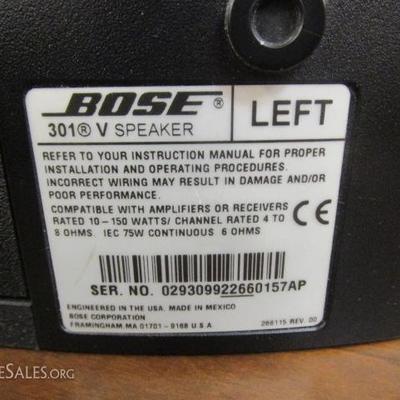 BOSE®
LEFT
301® V SPEAKER
REFER TO YOUR INSTRUCTION MANUAL FOR PROPER
INSTALLATION AND OPERATING PROCEDURES.
INCORRECT WIRING MAY RESULT IN DAMAGE AND/OR
POOR PERFORMANCE.
COMPATIBLE WITH AMPLIFIERS OR RECEIVERS
RATED 10-150 WATTS/ CHANNEL RATED 4 TO
8 OHMS. IEC 75W CONTINUOUS 6 OHMS
CE
SER. NO. 029309922660157AP
ENGINEERED IN THE USA. MADE IN MEXICO
BOSE CORPORATION
FRAMINGHAM, MA 01701 - 9168 U S A
266115 REV. 00
ESALES.ORG